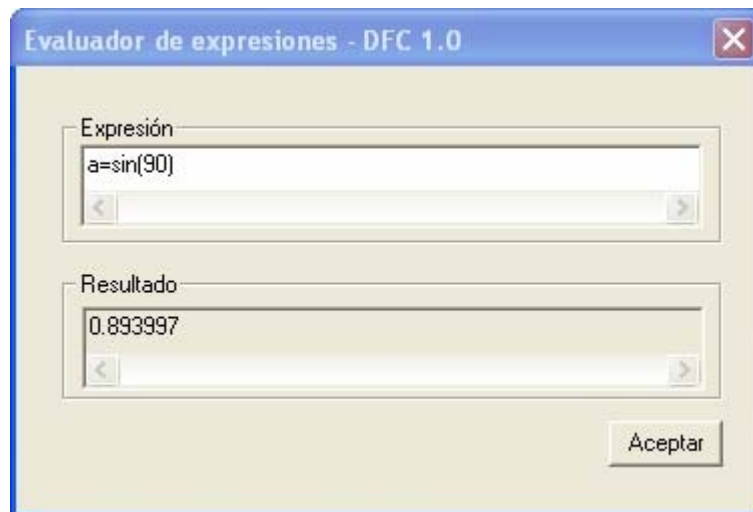 Evaluador de expresiones - DFC 1.0
Expresión
a=sin(90)
Resultado
0.893997
Aceptar